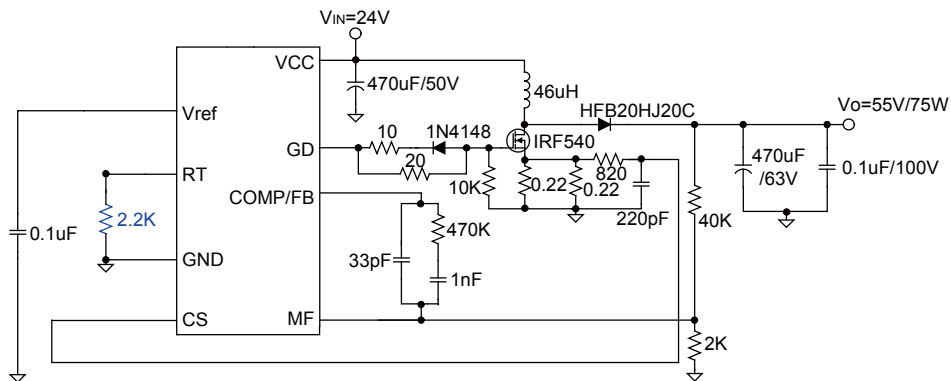 VIN=24V
VCC
470uF/50V
46uH
HFB20HJ20C
Vo=55V/75W
Vref
10
1N4148
IRF540
GD
20
470uF
/63V
0.1uF/100V
RT
10K
0.22
0.22
820
COMP/FB
220pF
40K
2.2K
0.1uF
470K
GND
33pF
1nF
CS
MF
2K